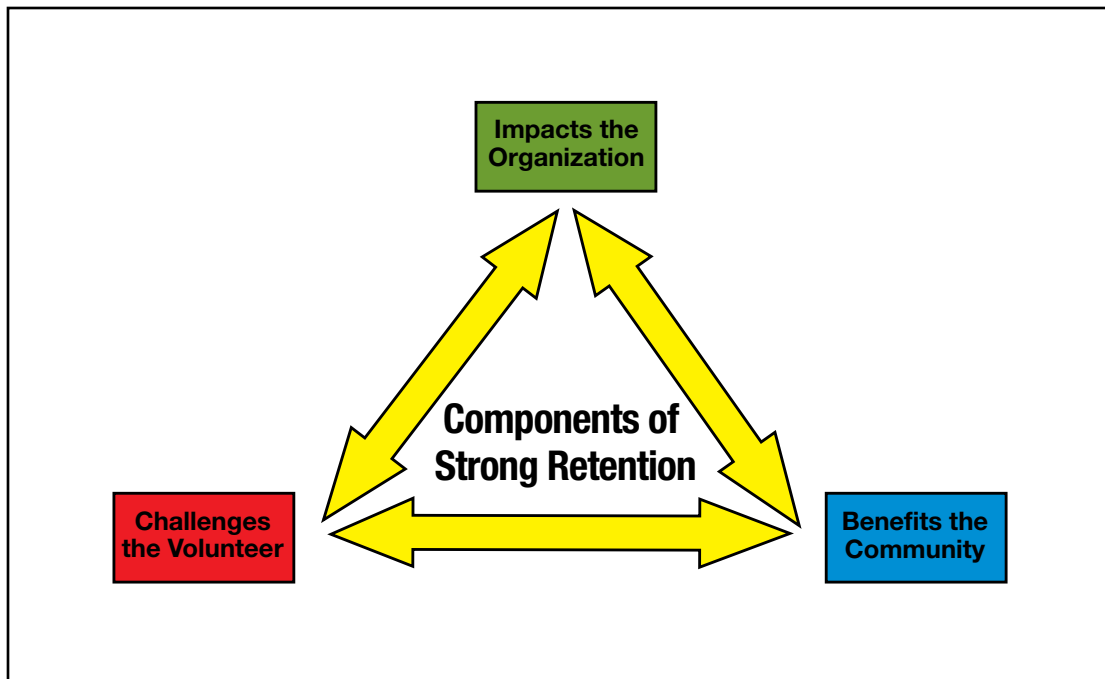 Impacts the
Organization
Components of
Strong Retention
Challenges
the Volunteer
Benefits the
Community